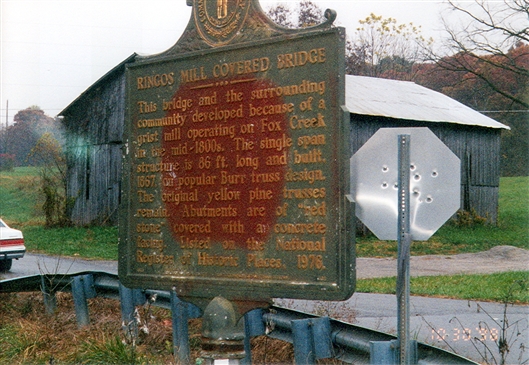 RINGOS MILL COVERED BRIDGE
This bridge and the surrounding
community developed because of a
grist mill operating on Fox Creek
in the mid-1800s. The single span
structure is 86 ft. long and built,
1867, on popular Burr truss design.
The original yellow pine trusses
remain. Abutments are of "red
stone" covered with a concrete
facing. Listed on the National
Register of Historic Places, 1976.
10 30 '99